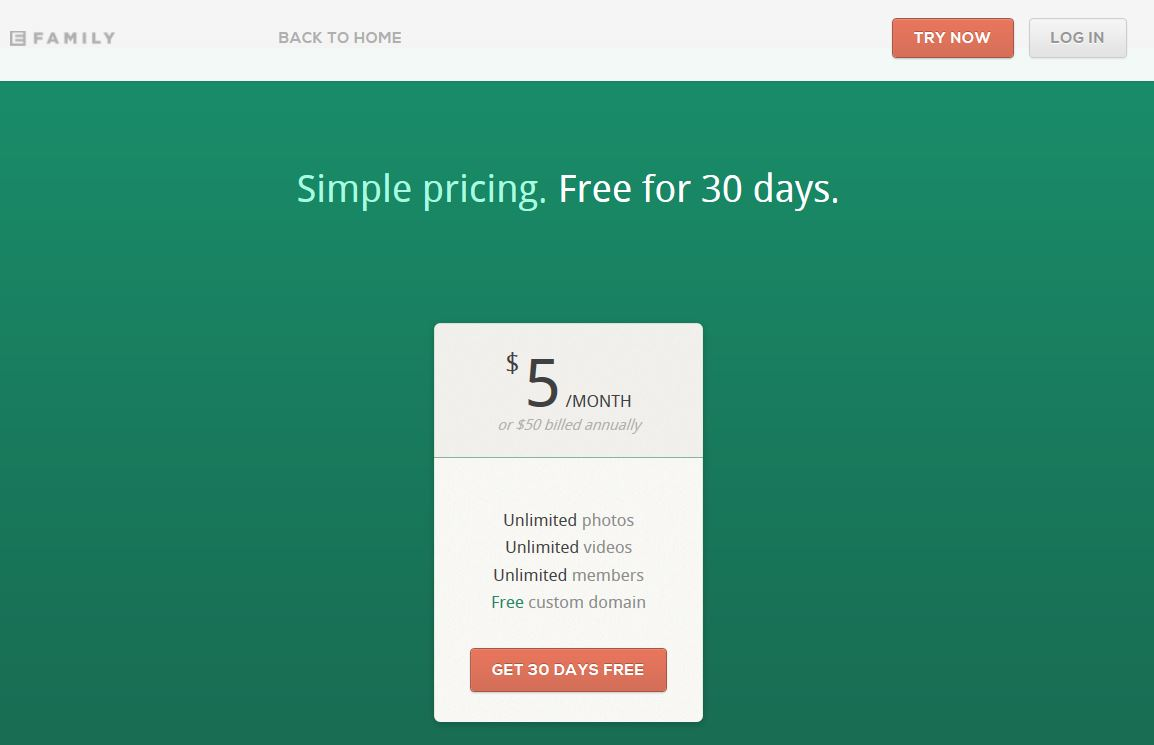 E FAMILY
BACK TO HOME
TRY NOW
LOG IN
Simple pricing. Free for 30 days.
$5 /MONTH
or $50 billed annually
Unlimited photos
Unlimited videos
Unlimited members
Free custom domain
GET 30 DAYS FREE